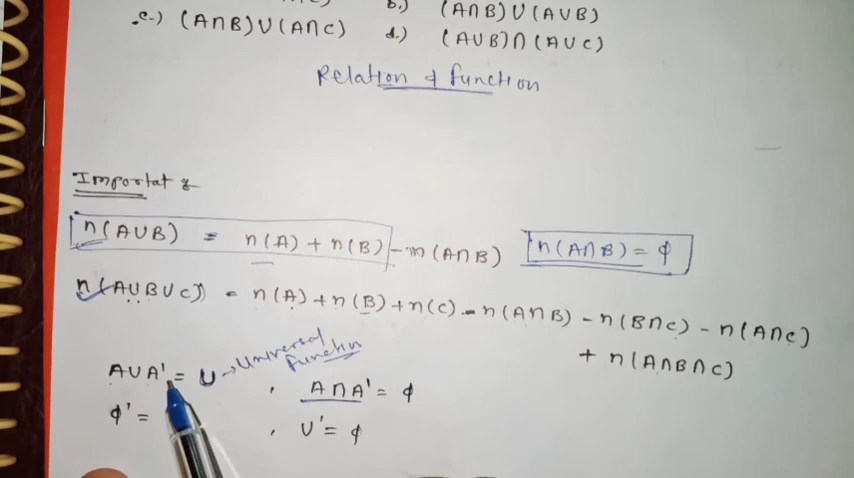 b.) (A∩B)∪(A∪B)
c.) (A∩B)∪(A∩C) d.) (A∪B)∩(A∪C)
Relation & function
Importat
n(A∪B) = n(A)+n(B) - n(A∩B) n(A∩B) = ϕ
n(A∪B∪C) = n(A)+n(B)+n(C) - n(A∩B) - n(B∩C) - n(A∩C)
+ n(A∩B∩C)
A∪A' = U → Universal function , A∩A' = ϕ
ϕ' = , U' = ϕ